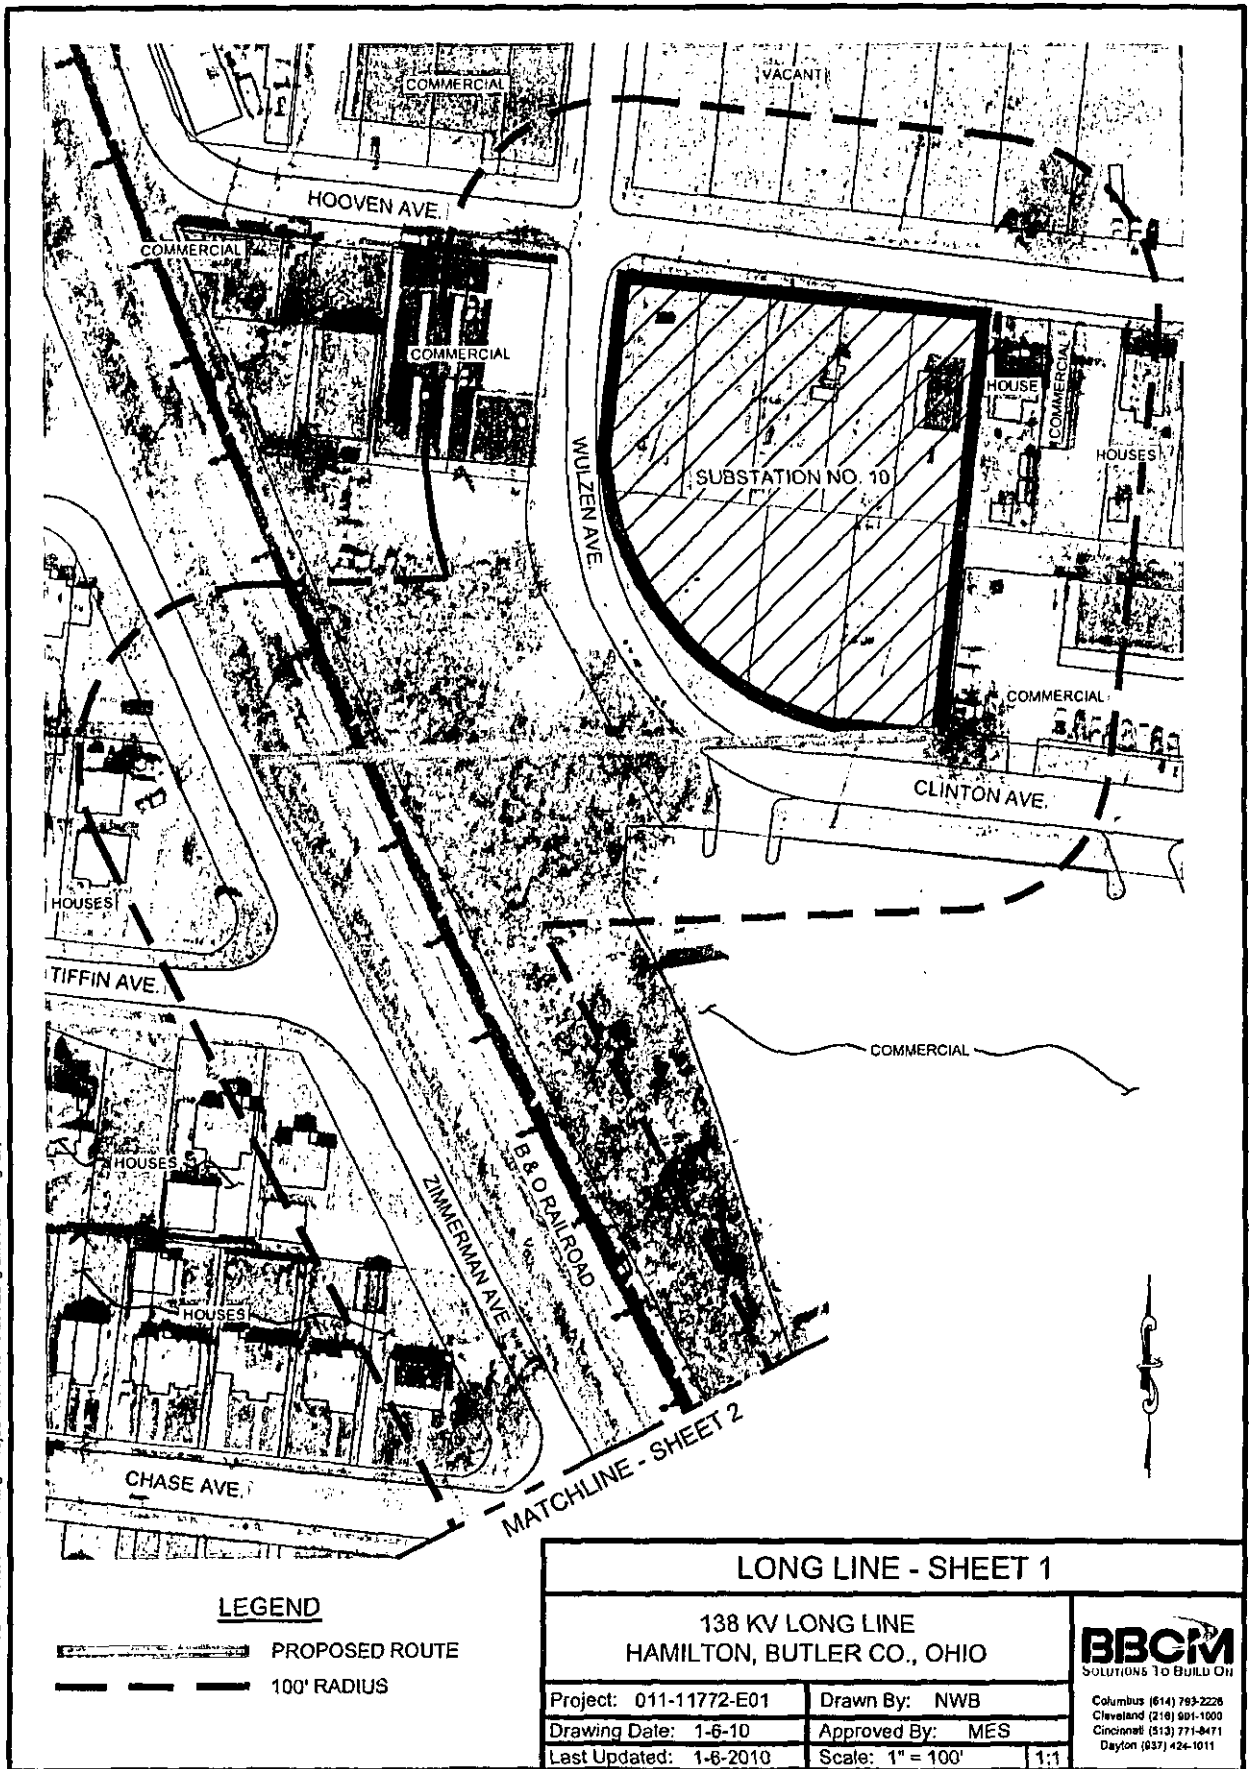 COMMERCIAL
VACANT
HOOVEN AVE.
COMMERCIAL
COMMERCIAL
HOUSE
COMMERCIAL
HOUSES
WULZEN AVE.
SUBSTATION NO. 10
COMMERCIAL
CLINTON AVE.
HOUSES
TIFFIN AVE.
COMMERCIAL
HOUSES
ZIMMERMAN AVE.
B & O RAILROAD
HOUSES
CHASE AVE.
MATCHLINE - SHEET 2
LEGEND
PROPOSED ROUTE
100' RADIUS
LONG LINE - SHEET 1
138 KV LONG LINE
HAMILTON, BUTLER CO., OHIO
Project: 011-11772-E01
Drawn By: NWB
Drawing Date: 1-6-10
Approved By: MES
Last Updated: 1-6-2010
Scale: 1" = 100'
1:1
BBCM
SOLUTIONS TO BUILD ON
Columbus (614) 793-2226
Cleveland (216) 901-1000
Cincinnati (513) 771-8471
Dayton (937) 424-1011